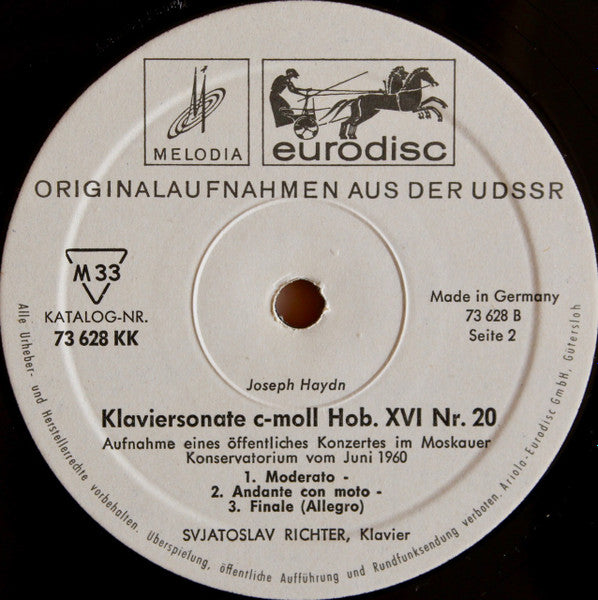 MELODIA
eurodisc
ORIGINALAUFNAHMEN AUS DER UDSSR
M 33
KATALOG-NR.
73 628 KK
Made in Germany
73 628 B
Seite 2
Joseph Haydn
Klaviersonate c-moll Hob. XVI Nr. 20
Aufnahme eines öffentliches Konzertes im Moskauer
Konservatorium vom Juni 1960
1. Moderato -
2. Andante con moto -
3. Finale (Allegro)
SVJATOSLAV RICHTER, Klavier
Alle Urheber- und Herstellerrechte vorbehalten. Überspielung, öffentliche Aufführung und Rundfunksendung verboten. Ariola-Eurodisc GmbH, Gütersloh